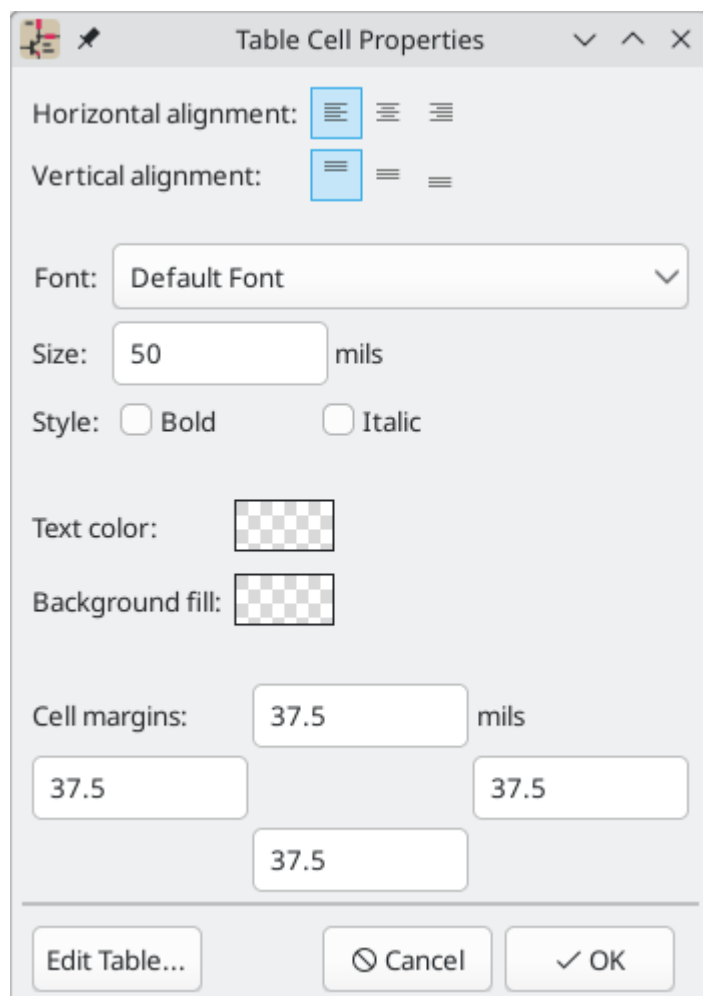 Table Cell Properties
Horizontal alignment:
Vertical alignment:
Font: Default Font
Size: 50 mils
Style: Bold Italic
Text color:
Background fill:
Cell margins: 37.5 mils
37.5 37.5
37.5
Edit Table... Cancel OK